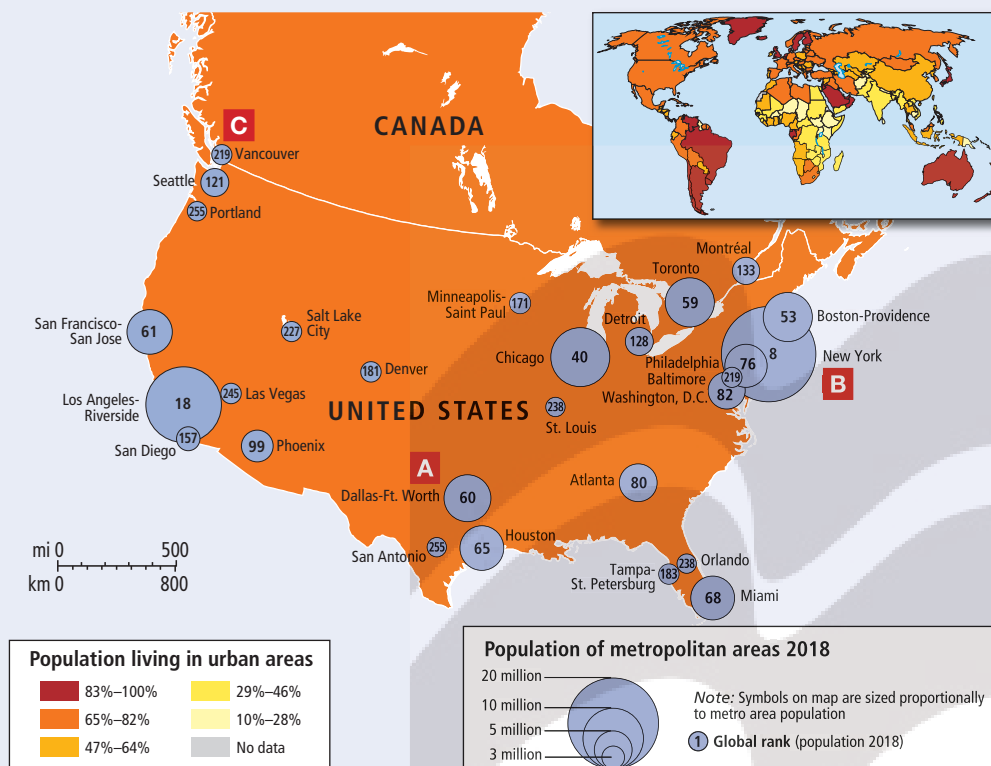 C
CANADA
219 Vancouver
Seattle 121
255 Portland
Montréal
133
Toronto
59
Minneapolis-
Saint Paul
171
San Francisco-
San Jose
61
Salt Lake
City
227
Detroit
128
53
Boston-Providence
Chicago 40
8
New York
Philadelphia
76
Baltimore 219
Washington, D.C. 82
B
181 Denver
Los Angeles-
Riverside
18
245 Las Vegas
UNITED STATES
238
St. Louis
San Diego 157
99 Phoenix
A
Dallas-Ft. Worth 60
Atlanta 80
Houston
65
San Antonio 255
mi 0 500
km 0 800
238 Orlando
Tampa-
St. Petersburg
183
68 Miami
Population living in urban areas
83%–100%
65%–82%
47%–64%
29%–46%
10%–28%
No data
Population of metropolitan areas 2018
20 million
10 million
5 million
3 million
Note: Symbols on map are sized proportionally
to metro area population
1 Global rank (population 2018)